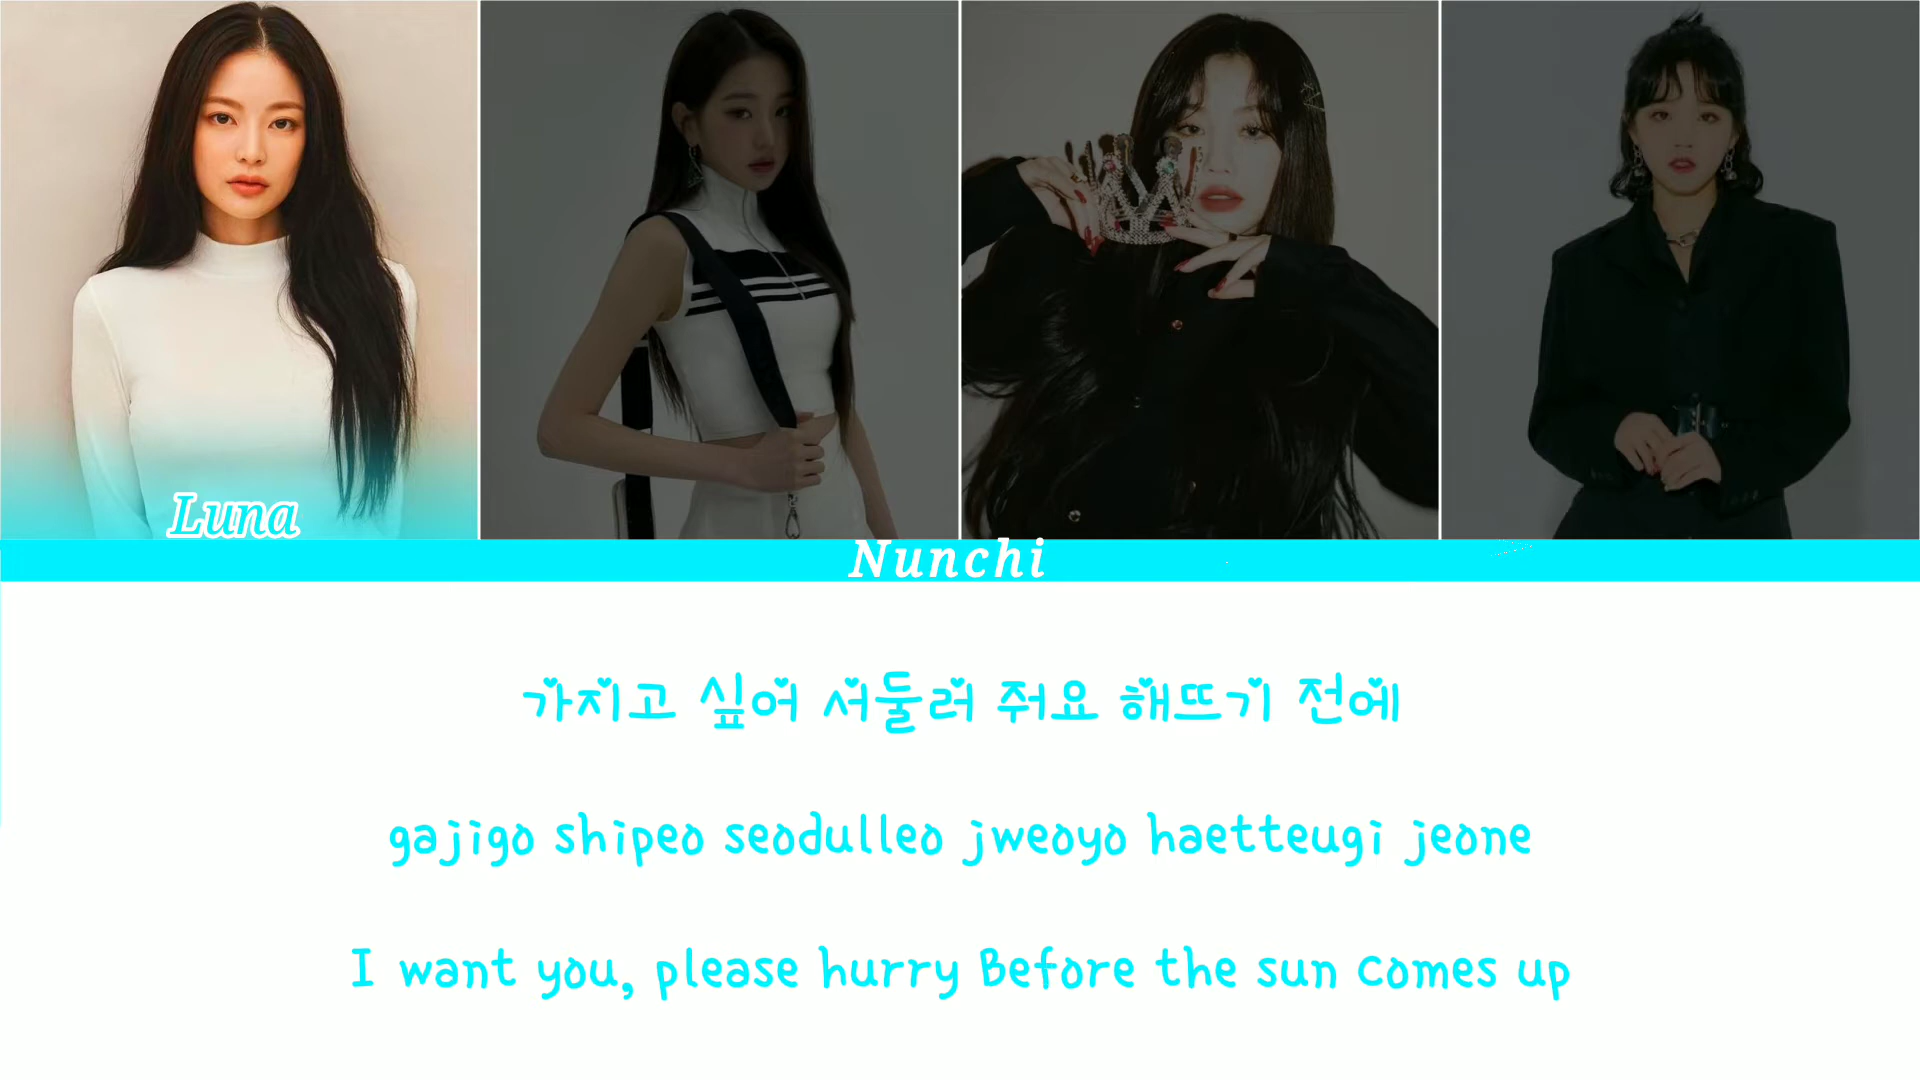 Luna
Nunchi
가지고 싶어 서둘러 줘요 해뜨기 전에
gajigo shipeo seodulleo jweoyo haetteugi jeone
I want you, please hurry Before the sun comes up